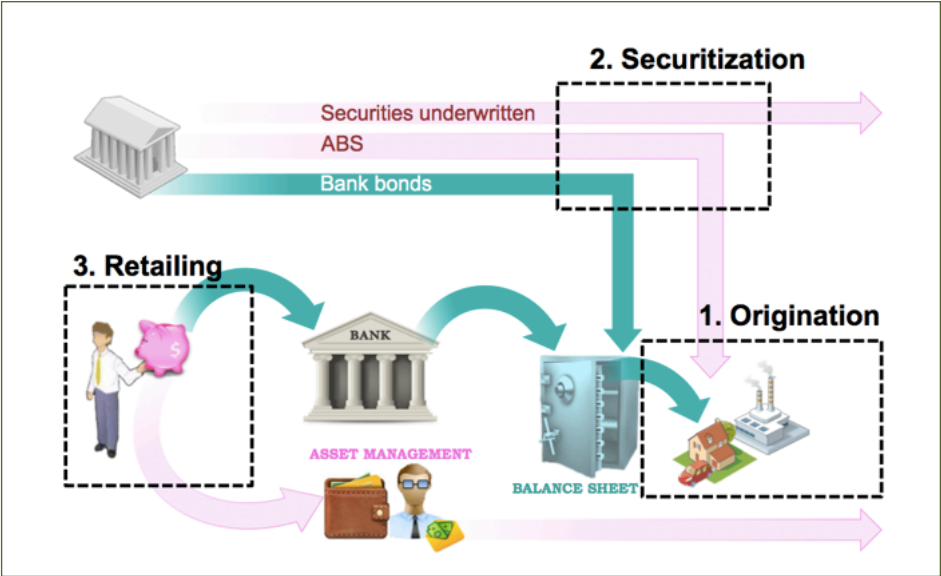 2. Securitization
Securities underwritten
ABS
Bank bonds
3. Retailing
1. Origination
BANK
$
ASSET MANAGEMENT
BALANCE SHEET